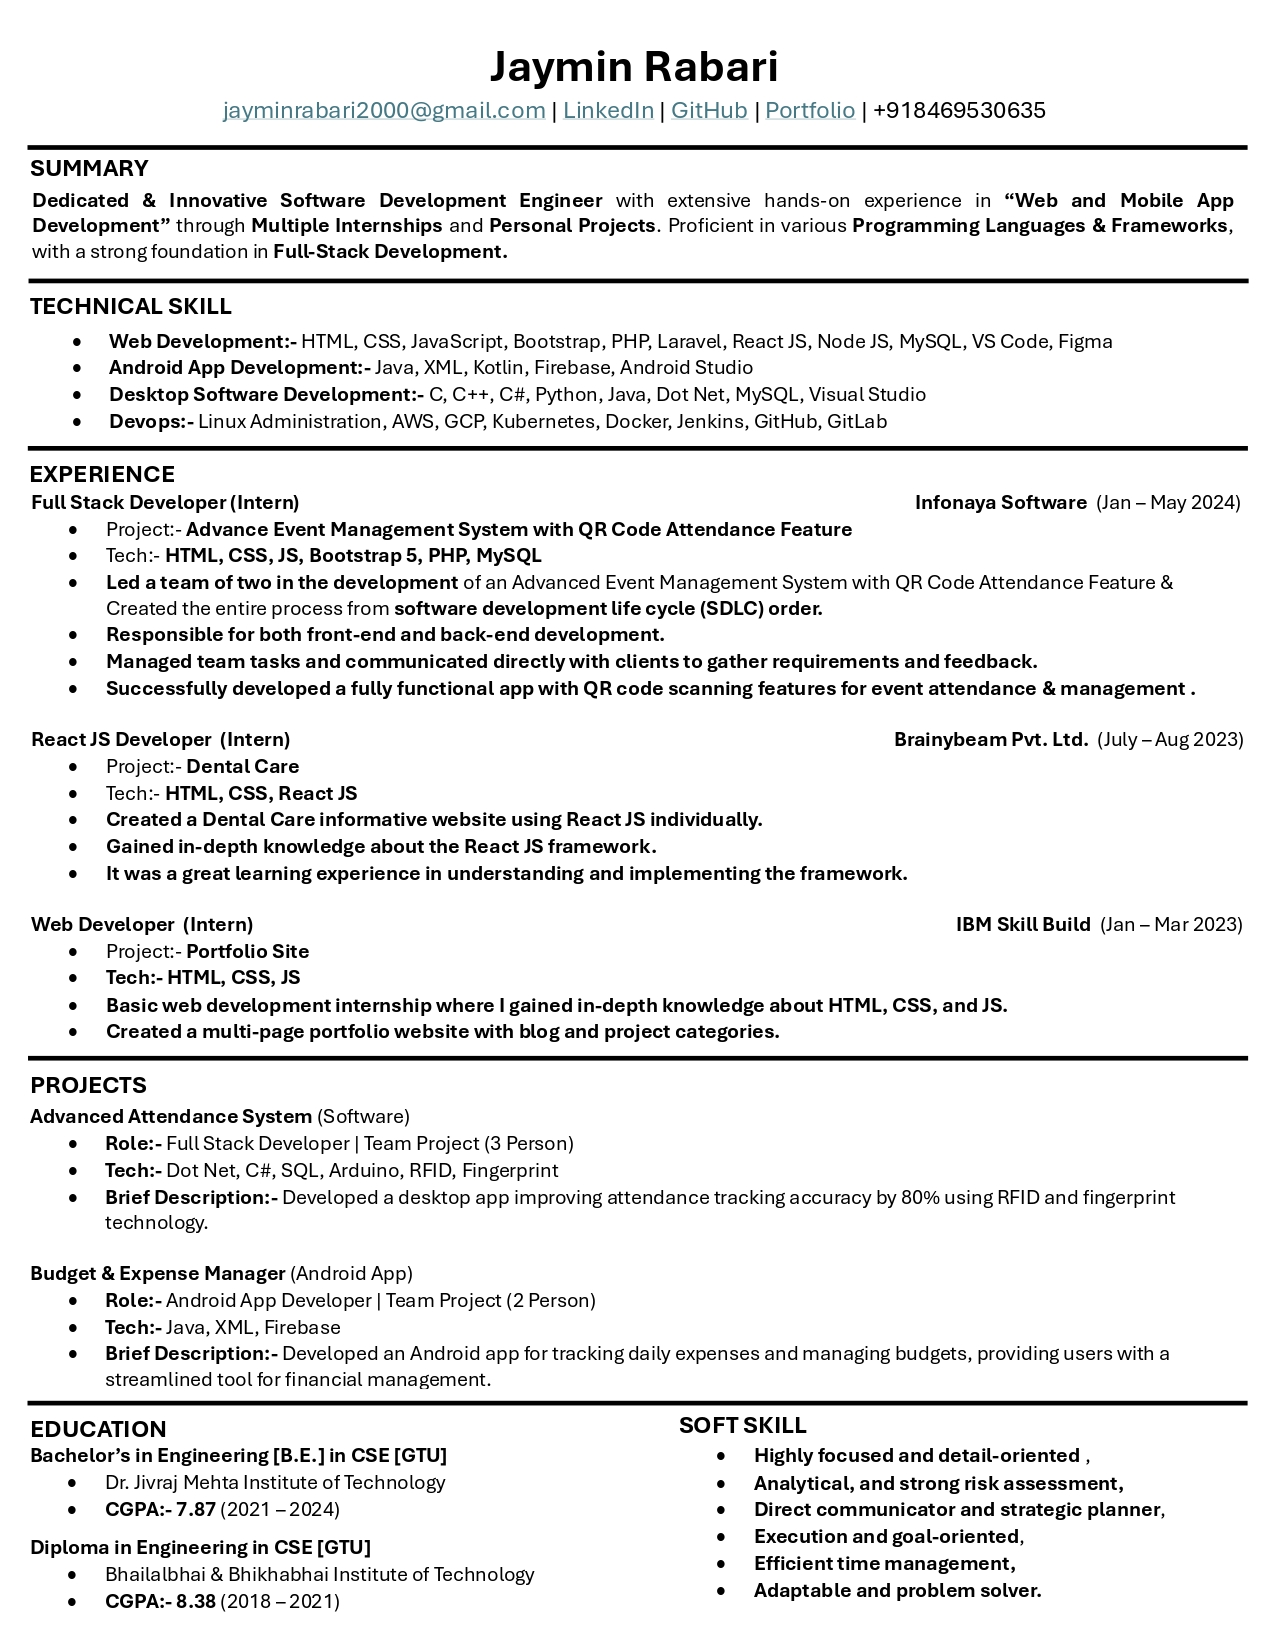 Jaymin Rabari
jayminrabari2000@gmail.com | LinkedIn | GitHub | Portfolio | +918469530635
SUMMARY
Dedicated & Innovative Software Development Engineer with extensive hands-on experience in “Web and Mobile App
Development” through Multiple Internships and Personal Projects. Proficient in various Programming Languages & Frameworks,
with a strong foundation in Full-Stack Development.
TECHNICAL SKILL
• Web Development:- HTML, CSS, JavaScript, Bootstrap, PHP, Laravel, React JS, Node JS, MySQL, VS Code, Figma
• Android App Development:- Java, XML, Kotlin, Firebase, Android Studio
• Desktop Software Development:- C, C++, C#, Python, Java, Dot Net, MySQL, Visual Studio
• Devops:- Linux Administration, AWS, GCP, Kubernetes, Docker, Jenkins, GitHub, GitLab
EXPERIENCE
Full Stack Developer (Intern) Infonaya Software (Jan – May 2024)
• Project:- Advance Event Management System with QR Code Attendance Feature
• Tech:- HTML, CSS, JS, Bootstrap 5, PHP, MySQL
• Led a team of two in the development of an Advanced Event Management System with QR Code Attendance Feature &
Created the entire process from software development life cycle (SDLC) order.
• Responsible for both front-end and back-end development.
• Managed team tasks and communicated directly with clients to gather requirements and feedback.
• Successfully developed a fully functional app with QR code scanning features for event attendance & management .
React JS Developer (Intern) Brainybeam Pvt. Ltd. (July – Aug 2023)
• Project:- Dental Care
• Tech:- HTML, CSS, React JS
• Created a Dental Care informative website using React JS individually.
• Gained in-depth knowledge about the React JS framework.
• It was a great learning experience in understanding and implementing the framework.
Web Developer (Intern) IBM Skill Build (Jan – Mar 2023)
• Project:- Portfolio Site
• Tech:- HTML, CSS, JS
• Basic web development internship where I gained in-depth knowledge about HTML, CSS, and JS.
• Created a multi-page portfolio website with blog and project categories.
PROJECTS
Advanced Attendance System (Software)
• Role:- Full Stack Developer | Team Project (3 Person)
• Tech:- Dot Net, C#, SQL, Arduino, RFID, Fingerprint
• Brief Description:- Developed a desktop app improving attendance tracking accuracy by 80% using RFID and fingerprint
technology.
Budget & Expense Manager (Android App)
• Role:- Android App Developer | Team Project (2 Person)
• Tech:- Java, XML, Firebase
• Brief Description:- Developed an Android app for tracking daily expenses and managing budgets, providing users with a
streamlined tool for financial management.
EDUCATION
Bachelor’s in Engineering [B.E.] in CSE [GTU]
• Dr. Jivraj Mehta Institute of Technology
• CGPA:- 7.87 (2021 – 2024)
Diploma in Engineering in CSE [GTU]
• Bhailalbhai & Bhikhabhai Institute of Technology
• CGPA:- 8.38 (2018 – 2021)
SOFT SKILL
• Highly focused and detail-oriented ,
• Analytical, and strong risk assessment,
• Direct communicator and strategic planner,
• Execution and goal-oriented,
• Efficient time management,
• Adaptable and problem solver.